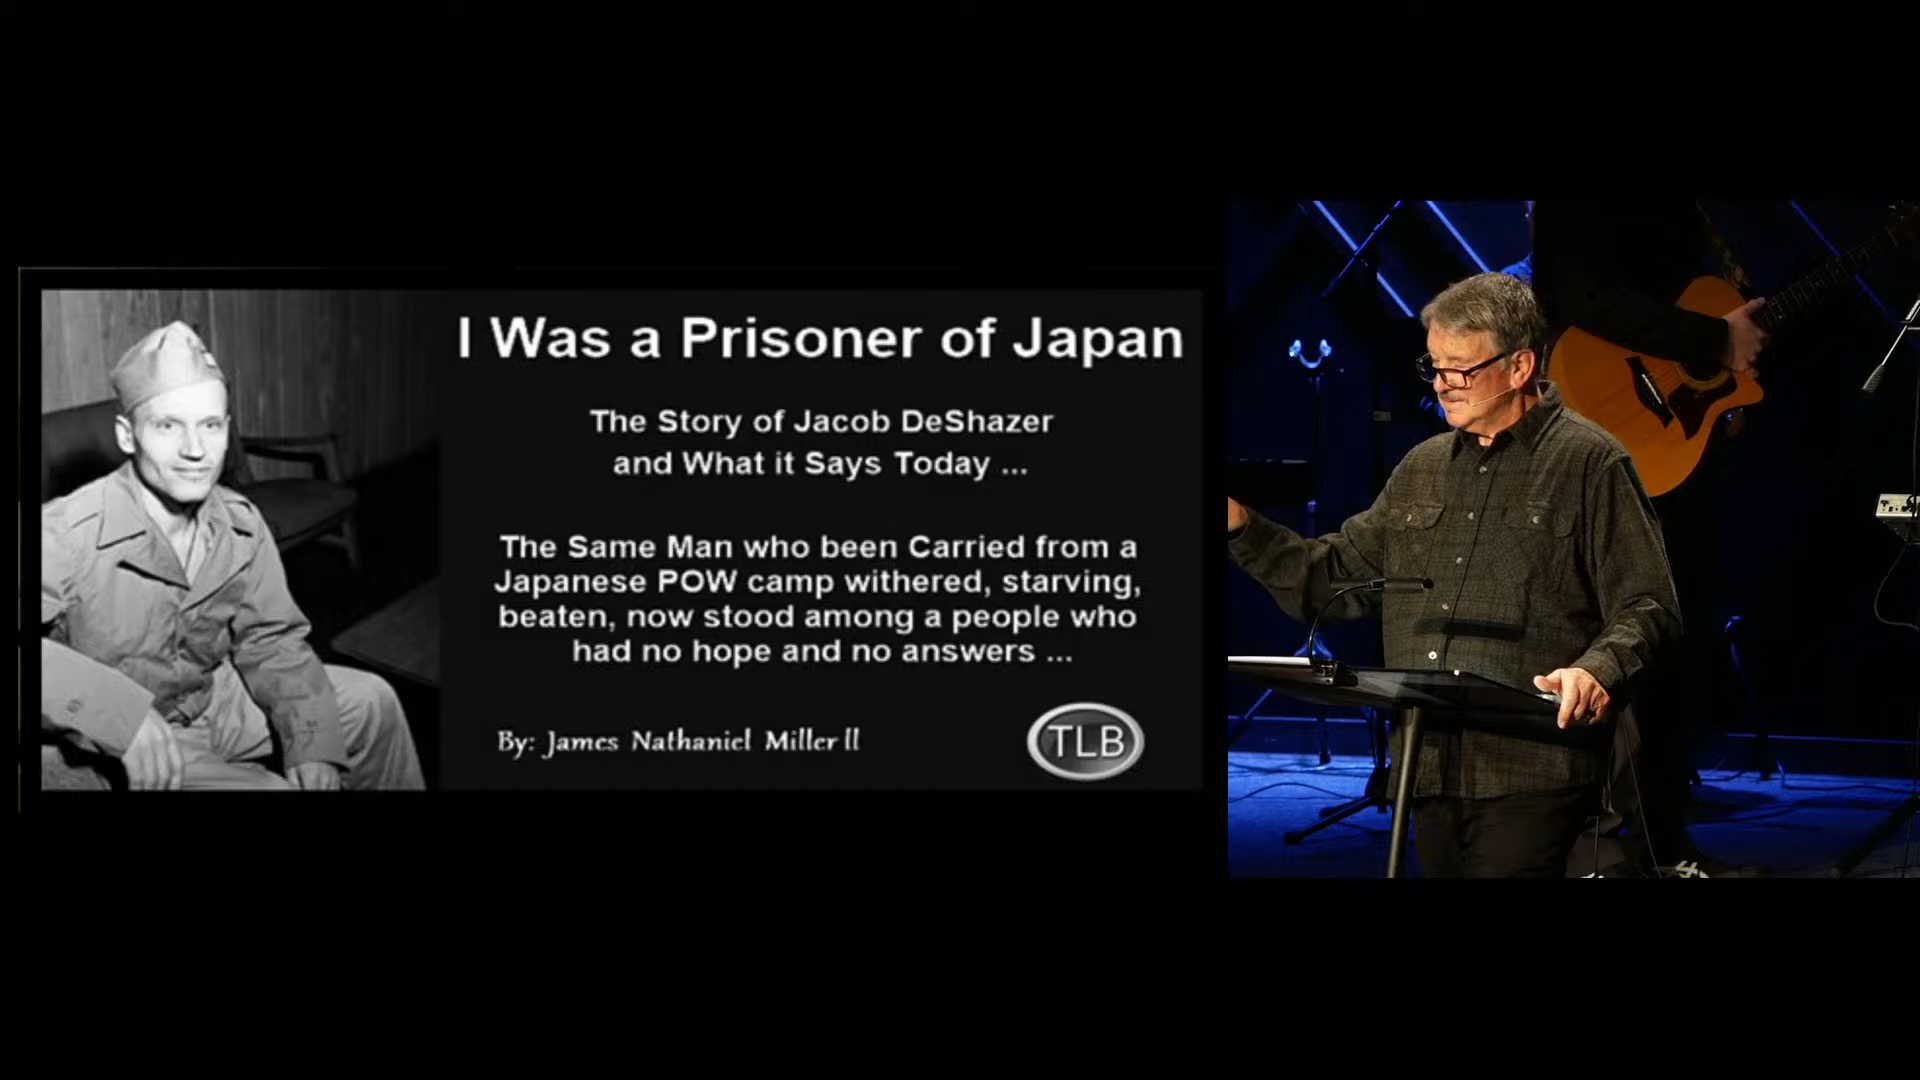 I Was a Prisoner of Japan
The Story of Jacob DeShazer
and What it Says Today ...
The Same Man who been Carried from a
Japanese POW camp withered, starving,
beaten, now stood among a people who
had no hope and no answers ...
By: James Nathaniel Miller ll
TLB